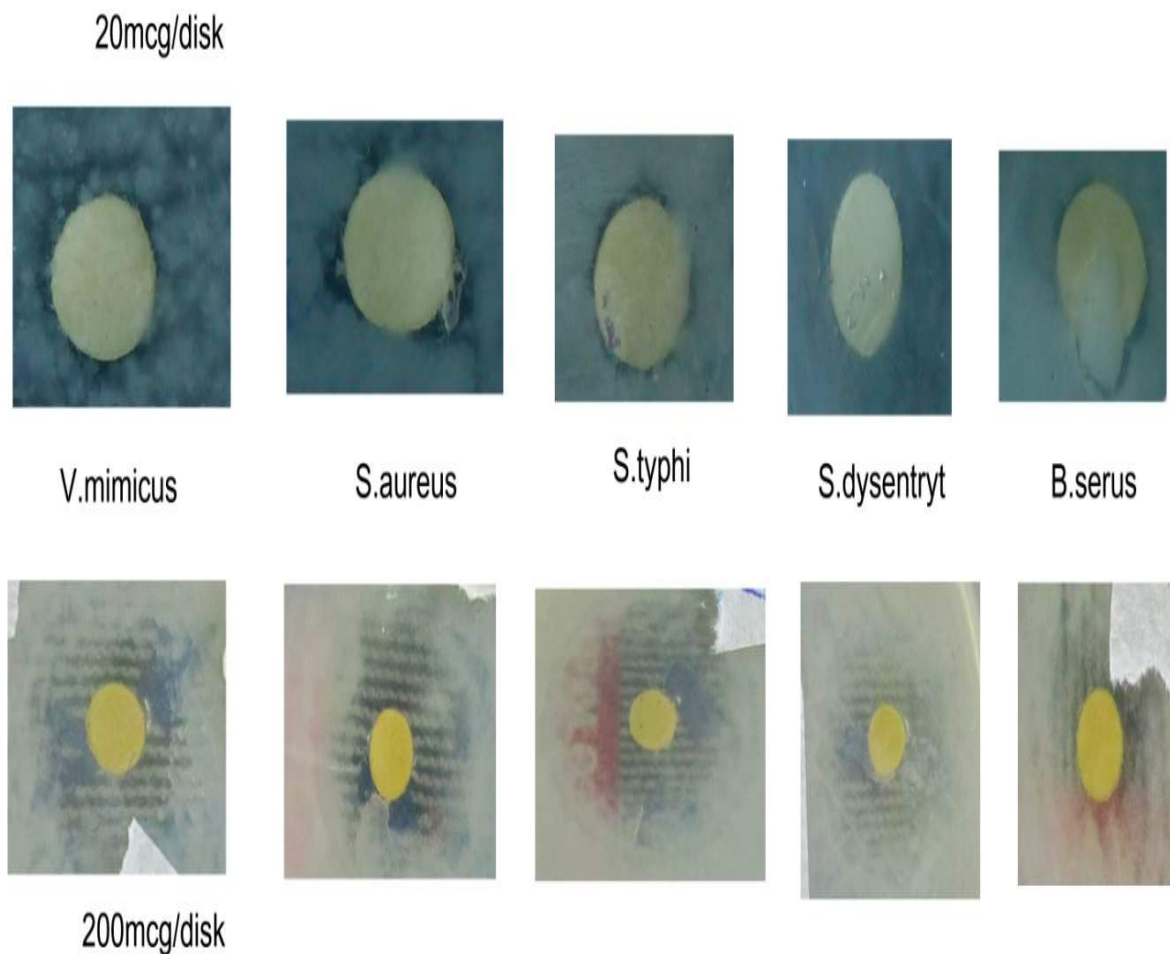 20mcg/disk
V.mimicus
S.aureus
S.typhi
S.dysentryt
B.serus
200mcg/disk